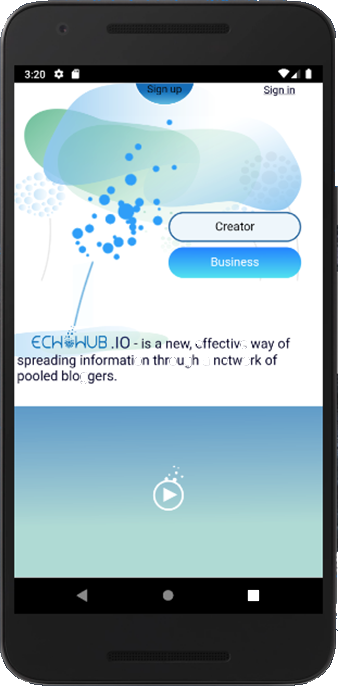 3:20
Sign up
Sign in
Creator
Business
ECHOHUB.IO - is a new, effective way of
spreading information through network of
pooled bloggers.